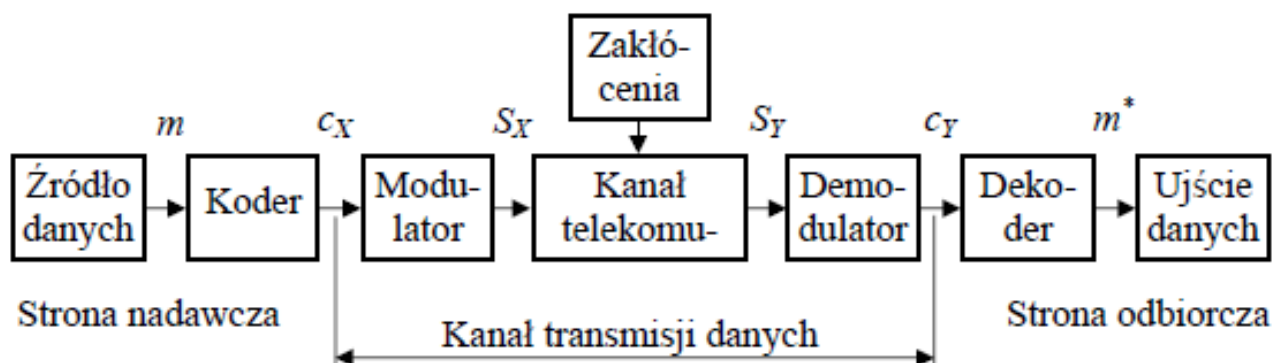 Zakłó-
cenia
m
c_X
S_X
S_Y
c_Y
m*
Źródło
danych
Koder
Modu-
lator
Kanał
telekomu-
Demo-
dulator
Deko-
der
Ujście
danych
Strona nadawcza
Kanał transmisji danych
Strona odbiorcza